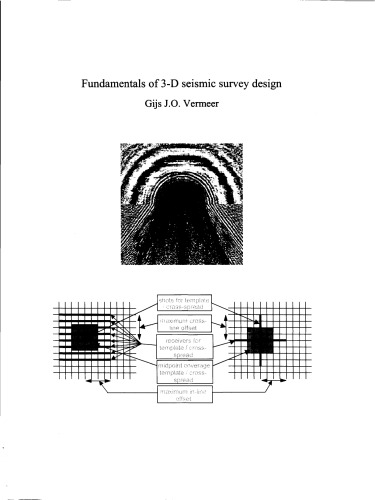 Fundamentals of 3-D seismic survey design
Gijs J.O. Vermeer
shots for template
cross-spread
maximum cross-
line offset
receivers for
template / cross-
spread
midpoint coverage
template / cross-
spread
maximum in-line
offset